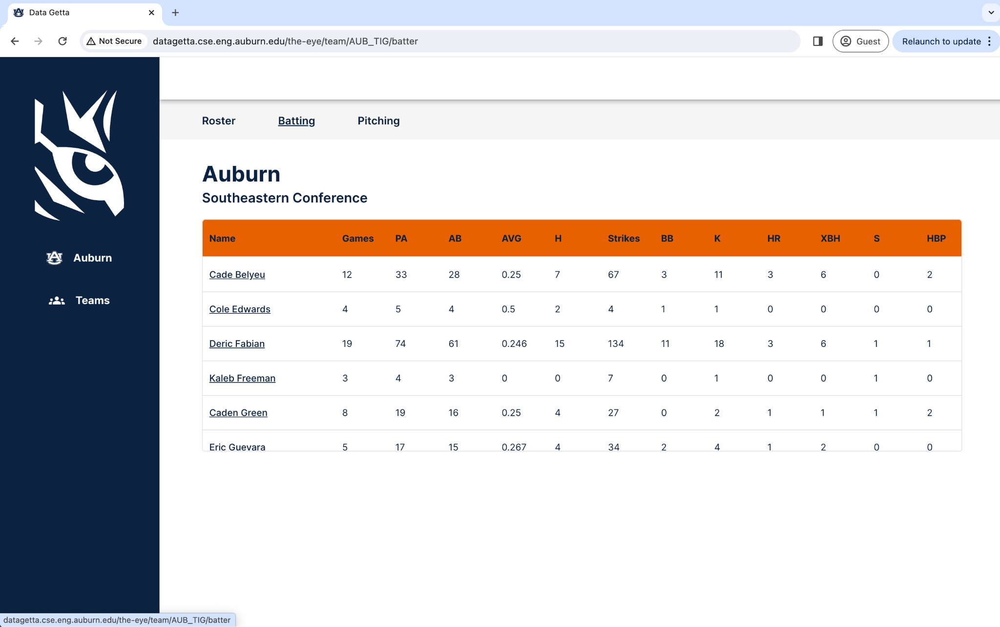 Data Getta
Not Secure datagetta.cse.eng.auburn.edu/the-eye/team/AUB_TIG/batter Guest Relaunch to update
Roster Batting Pitching
Auburn
Southeastern Conference
Auburn
Teams
Name Games PA AB AVG H Strikes BB K HR XBH S HBP
Cade Belyeu 12 33 28 0.25 7 67 3 11 3 6 0 2
Cole Edwards 4 5 4 0.5 2 4 1 1 0 0 0 0
Deric Fabian 19 74 61 0.246 15 134 11 18 3 6 1 1
Kaleb Freeman 3 4 3 0 0 7 0 1 0 0 1 0
Caden Green 8 19 16 0.25 4 27 0 2 1 1 1 2
Eric Guevara 5 17 15 0.267 4 34 2 4 1 2 0 0
datagetta.cse.eng.auburn.edu/the-eye/team/AUB_TIG/batter